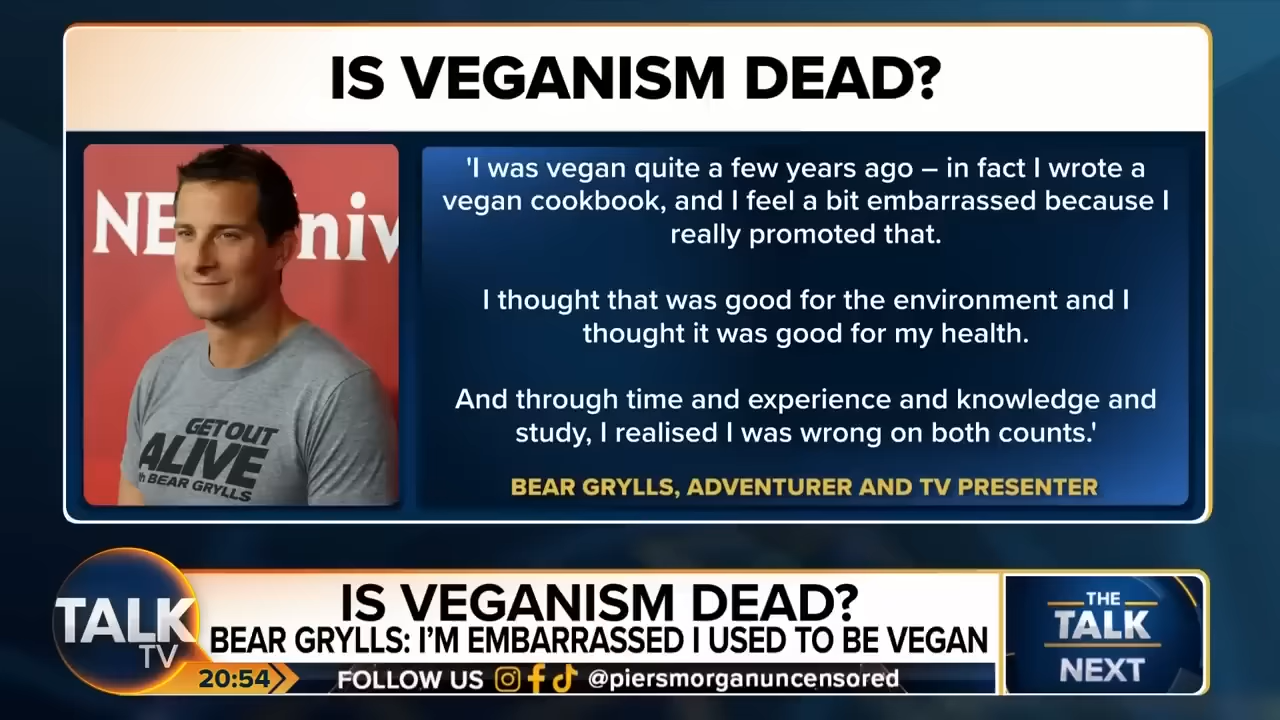 IS VEGANISM DEAD?
NE niv
GET OUT
ALIVE
h BEAR GRYLLS
'I was vegan quite a few years ago – in fact I wrote a
vegan cookbook, and I feel a bit embarrassed because I
really promoted that.
I thought that was good for the environment and I
thought it was good for my health.
And through time and experience and knowledge and
study, I realised I was wrong on both counts.'
BEAR GRYLLS, ADVENTURER AND TV PRESENTER
TALK
TV
20:54
IS VEGANISM DEAD?
BEAR GRYLLS: I'M EMBARRASSED I USED TO BE VEGAN
FOLLOW US @piersmorganuncensored
THE
TALK
NEXT